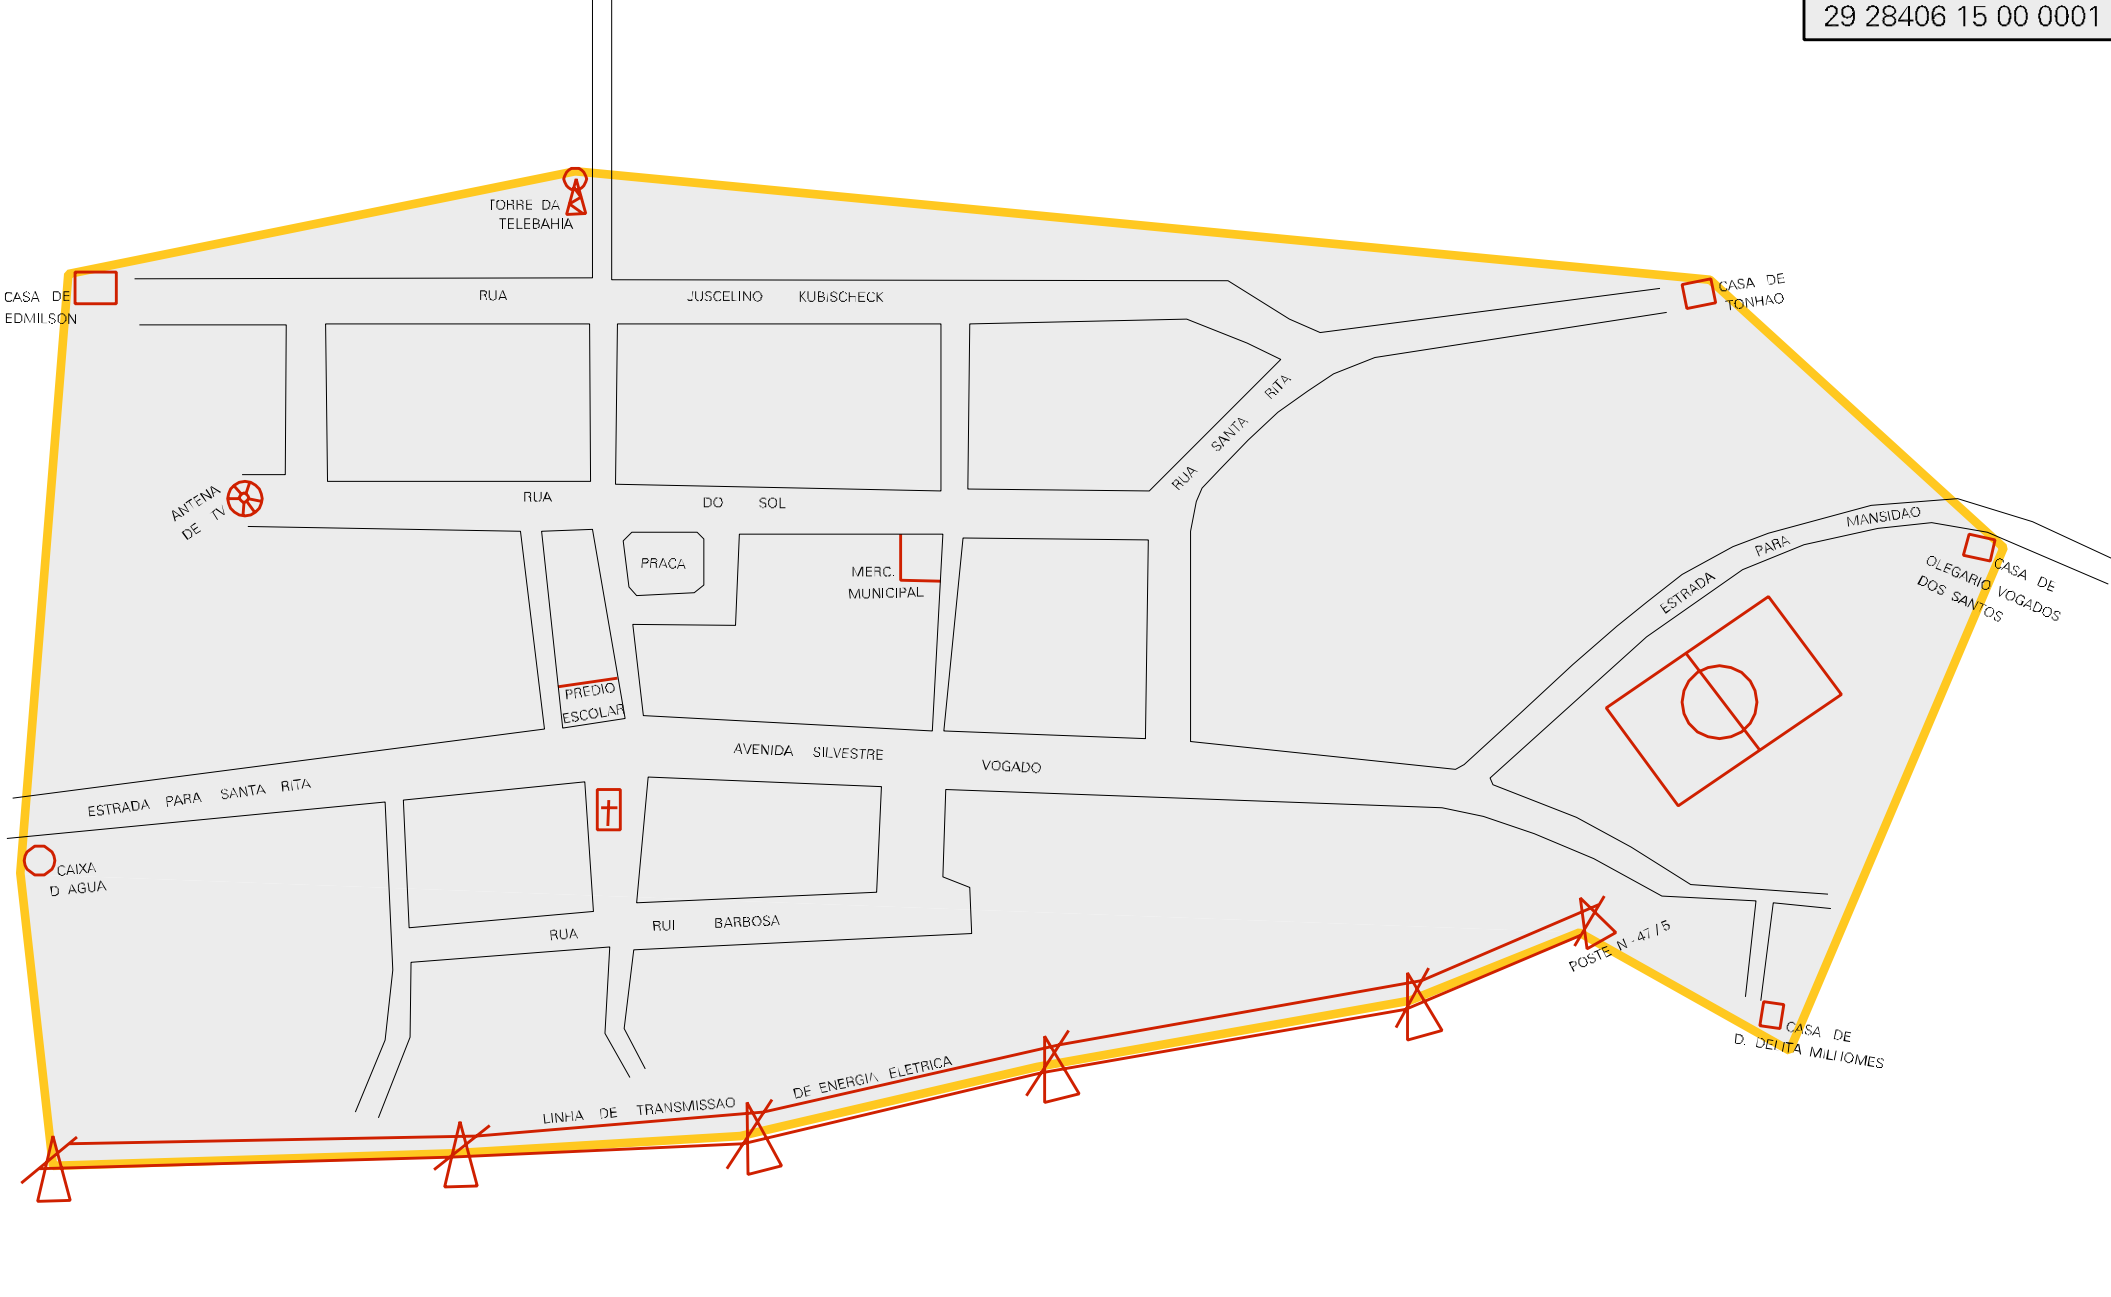 29 28406 15 00 0001
TORRE DA
TELEBAHIA
CASA DE
EDMILSON
RUA JUSCELINO KUBISCHECK
CASA DE
TONHAO
RUA SANTA RITA
ANTENA
DE TV
RUA DO SOL
PRACA
MERC.
MUNICIPAL
ESTRADA PARA MANSIDAO
CASA DE
OLEGARIO VOGADOS
DOS SANTOS
PREDIO
ESCOLAR
AVENIDA SILVESTRE VOGADO
ESTRADA PARA SANTA RITA
CAIXA
D AGUA
RUA RUI BARBOSA
POSTE N-47/5
CASA DE
D. DELITA MILHOMES
LINHA DE TRANSMISSAO DE ENERGIA ELETRICA